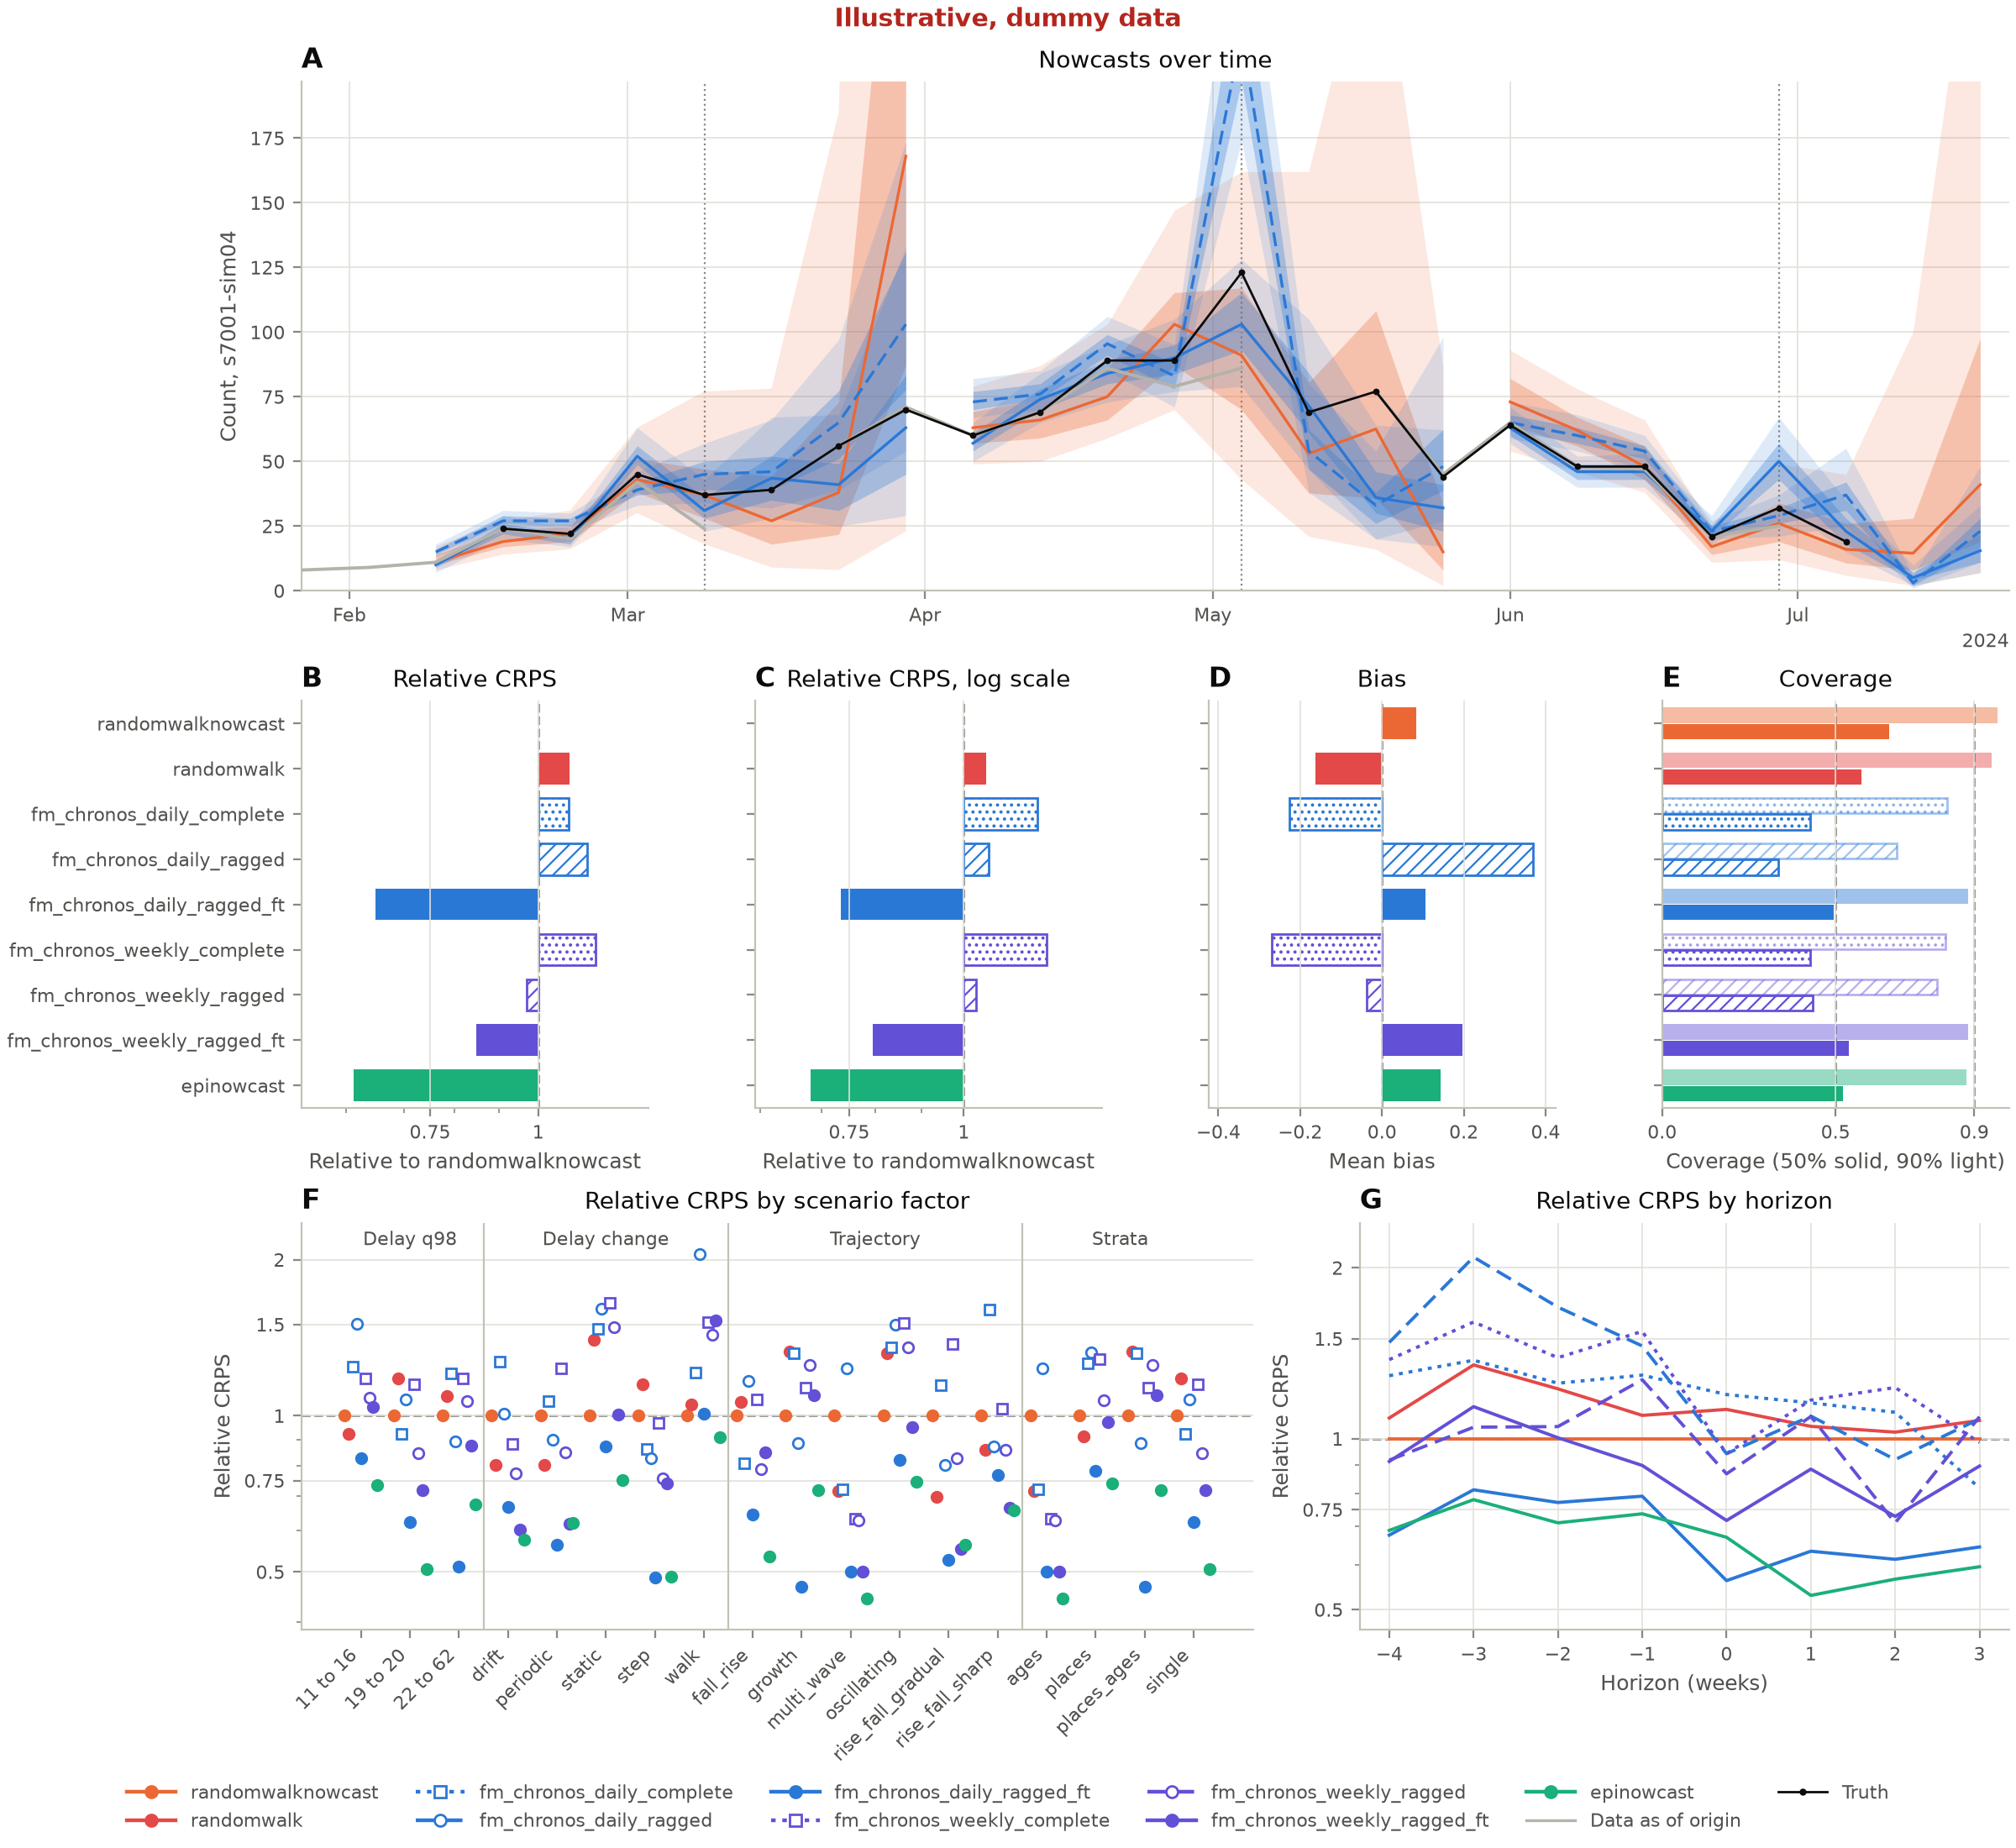 Illustrative, dummy data
A
Nowcasts over time
Count, s7001-sim04
175
150
125
100
75
50
25
0
Feb
Mar
Apr
May
Jun
Jul
2024
B
Relative CRPS
C
Relative CRPS, log scale
D
Bias
E
Coverage
randomwalknowcast
randomwalk
fm_chronos_daily_complete
fm_chronos_daily_ragged
fm_chronos_daily_ragged_ft
fm_chronos_weekly_complete
fm_chronos_weekly_ragged
fm_chronos_weekly_ragged_ft
epinowcast
0.75
1
Relative to randomwalknowcast
0.75
1
Relative to randomwalknowcast
−0.4
−0.2
0.0
0.2
0.4
Mean bias
0.0
0.5
0.9
Coverage (50% solid, 90% light)
F
Relative CRPS by scenario factor
Delay q98
Delay change
Trajectory
Strata
Relative CRPS
2
1.5
1
0.75
0.5
11 to 16
19 to 20
22 to 62
drift
periodic
static
step
walk
fall_rise
growth
multi_wave
oscillating
rise_fall_gradual
rise_fall_sharp
ages
places
places_ages
single
G
Relative CRPS by horizon
Relative CRPS
2
1.5
1
0.75
0.5
−4
−3
−2
−1
0
1
2
3
Horizon (weeks)
randomwalknowcast
randomwalk
fm_chronos_daily_complete
fm_chronos_daily_ragged
fm_chronos_daily_ragged_ft
fm_chronos_weekly_complete
fm_chronos_weekly_ragged
fm_chronos_weekly_ragged_ft
epinowcast
Data as of origin
Truth